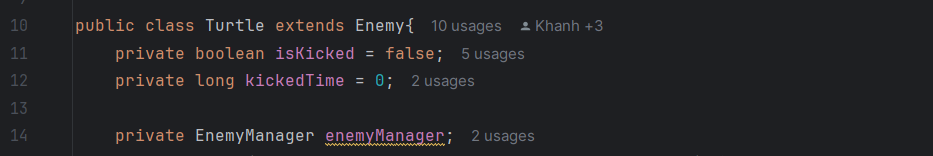 10 public class Turtle extends Enemy{ 10 usages Khanh +3
11 private boolean isKicked = false; 5 usages
12 private long kickedTime = 0; 2 usages
13
14 private EnemyManager enemyManager; 2 usages